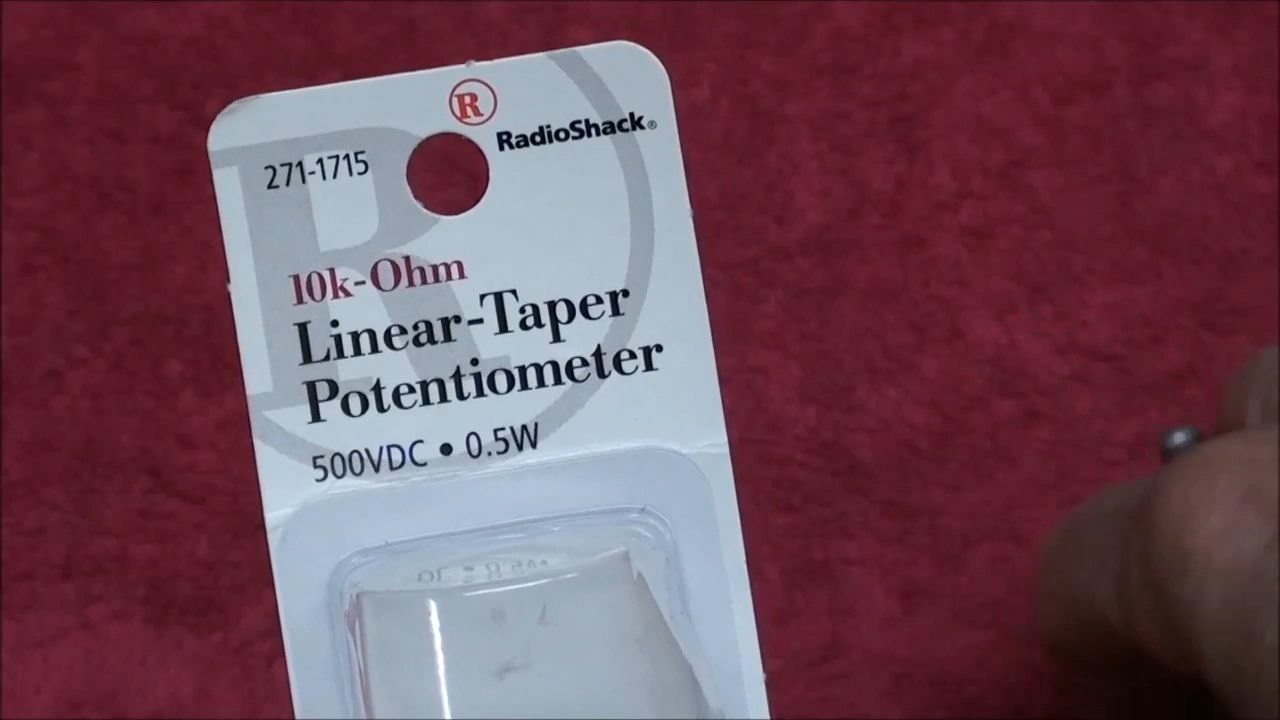 R
RadioShack®
271-1715
10k-Ohm
Linear-Taper
Potentiometer
500VDC • 0.5W